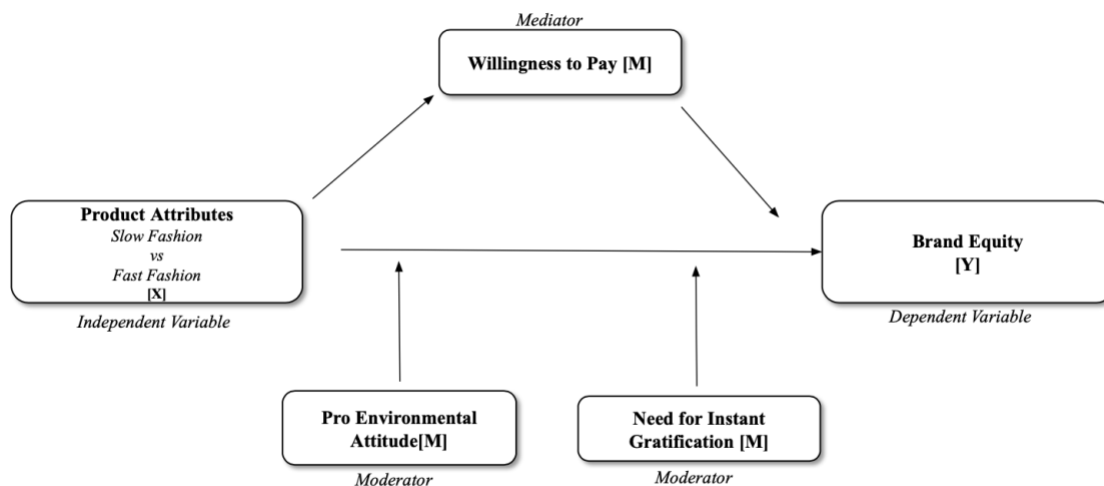 Mediator
Willingness to Pay [M]
Product Attributes
Slow Fashion
vs
Fast Fashion
[X]
Independent Variable
Brand Equity
[Y]
Dependent Variable
Pro Environmental
Attitude[M]
Moderator
Need for Instant
Gratification [M]
Moderator